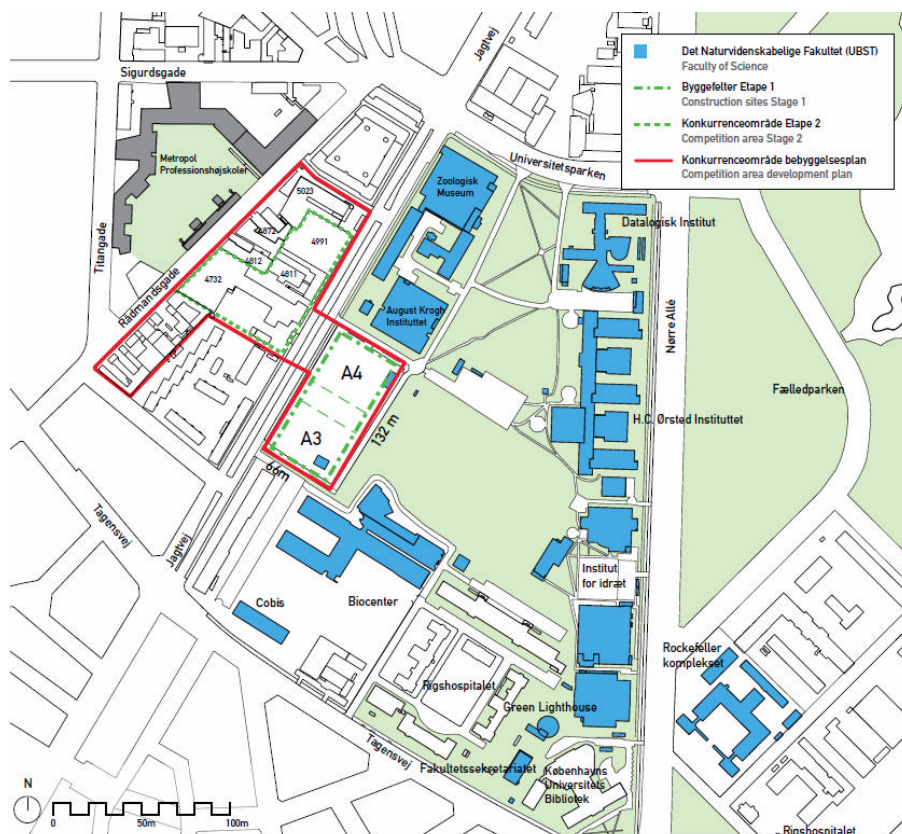 Det Naturvidenskabelige Fakultet (UBST)
Faculty of Science
Byggefelter Etape 1
Construction sites Stage 1
Konkurrenceområde Etape 2
Competition area Stage 2
Konkurrenceområde bebyggelsesplan
Competition area development plan
Jagtvej
Sigurdsgade
Metropol
Professionshøjskoler
Titangade
Rådmandsgade
5023
4872
4991
4812
4811
4732
Universitetsparken
Zoologisk
Museum
Datalogisk Institut
August Krogh
Instituttet
Nørre Allé
Fælledparken
A4
A3
132 m
66m
H.C. Ørsted Instituttet
Tagensvej
Jagtvej
Cobis
Biocenter
Institut
for idræt
Rockefeller
komplekset
Rigshospitalet
Green Lighthouse
Tagensvej
Fakultetssekretariatet
Københavns
Universitets
Bibliotek
Rigshospitalet
N
0
50m
100m